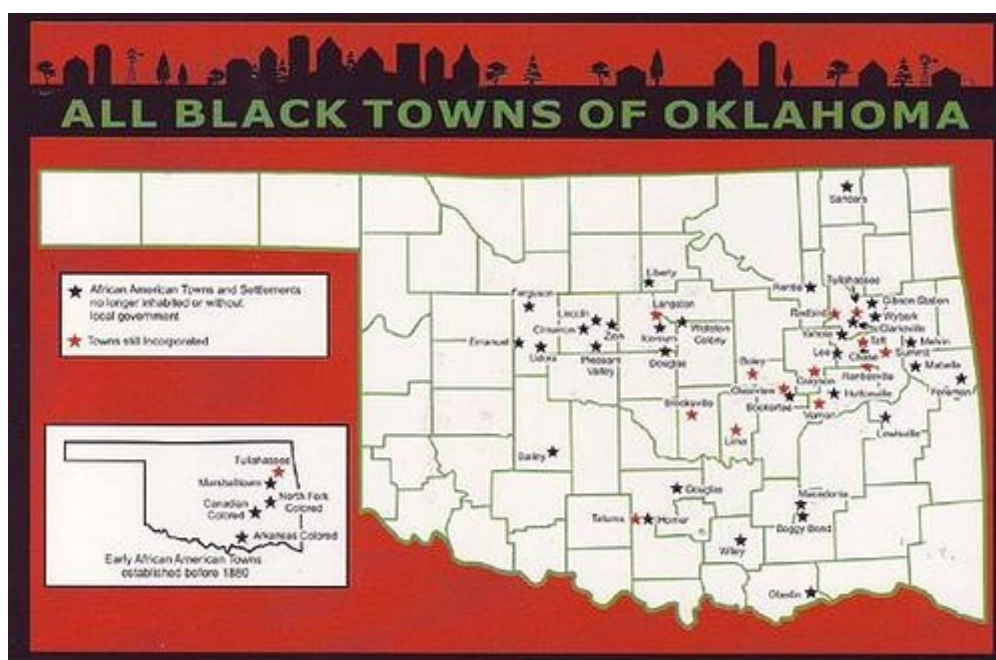 ALL BLACK TOWNS OF OKLAHOMA
African American Towns and Settlements
no longer inhabited or without
local government
Towns still Incorporated
Sanders
Liberty
Rentie
Tullahassee
Ferguson
Langston
Gibson Station
Lincoln
Redbird
Wybark
Cimarron
Zion
Wellston
Colony
Clarksville
Emanuel
Udora
Pleasant
Valley
Douglas
Lee
Chase
Taft
Summit
Melvin
Boley
Grayson
Rentiesville
Mabelle
Foreman
Clearview
Bookertee
Huttonville
Brooksville
Vernon
Lewisville
Lima
Bailey
Douglas
Macedonia
Tatums
Homer
Boggy Bend
Wiley
Oberlin
Tullahassee
Marshalltown
North Fork
Colored
Canadian
Colored
Arkansas Colored
Early African American Towns
established before 1880